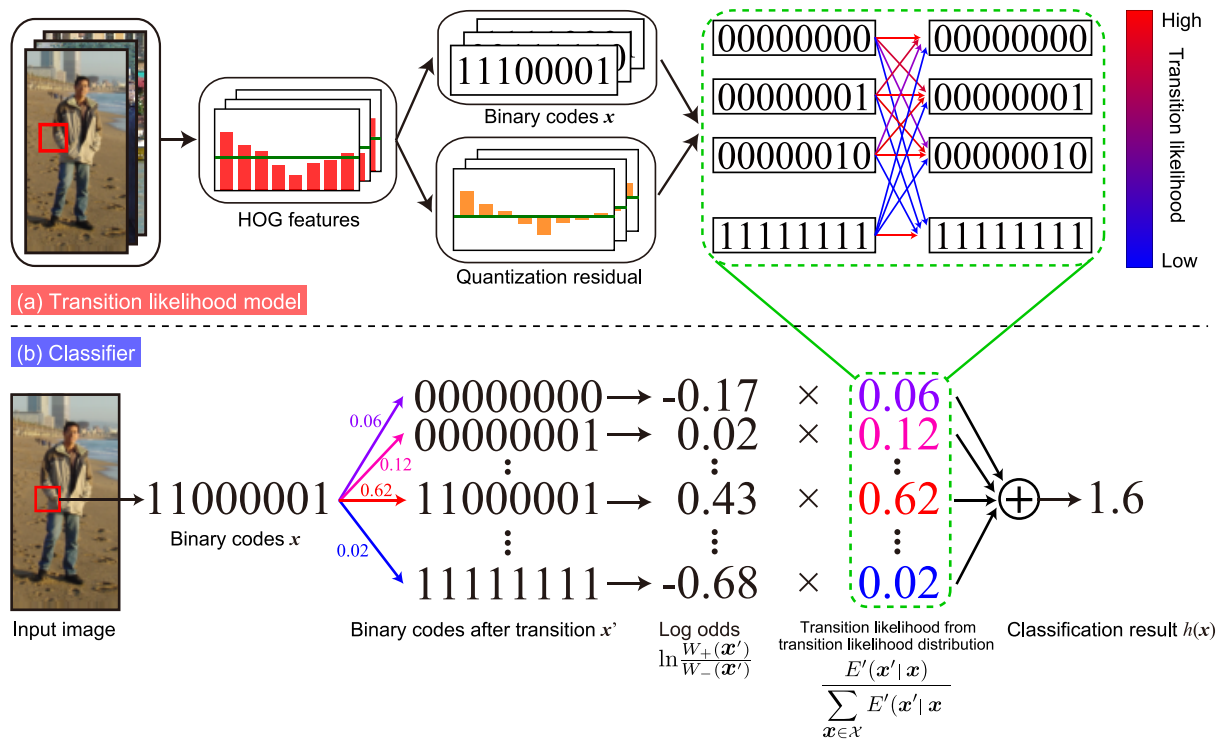 HOG features
11100001
Binary codes x
Quantization residual
00000000
00000001
00000010
11111111
00000000
00000001
00000010
11111111
High
Transition likelihood
Low
(a) Transition likelihood model
(b) Classifier
Input image
11000001
Binary codes x
0.06
0.12
0.62
0.02
00000000
00000001
⋮
11000001
⋮
11111111
Binary codes after transition x'
-0.17
0.02
⋮
0.43
⋮
-0.68
Log odds
ln W+(x')
W−(x')
×
×
×
×
0.06
0.12
⋮
0.62
⋮
0.02
Transition likelihood from
transition likelihood distribution
E'(x'| x)
∑ E'(x'| x
x∈𝒳
+
1.6
Classification result h(x)